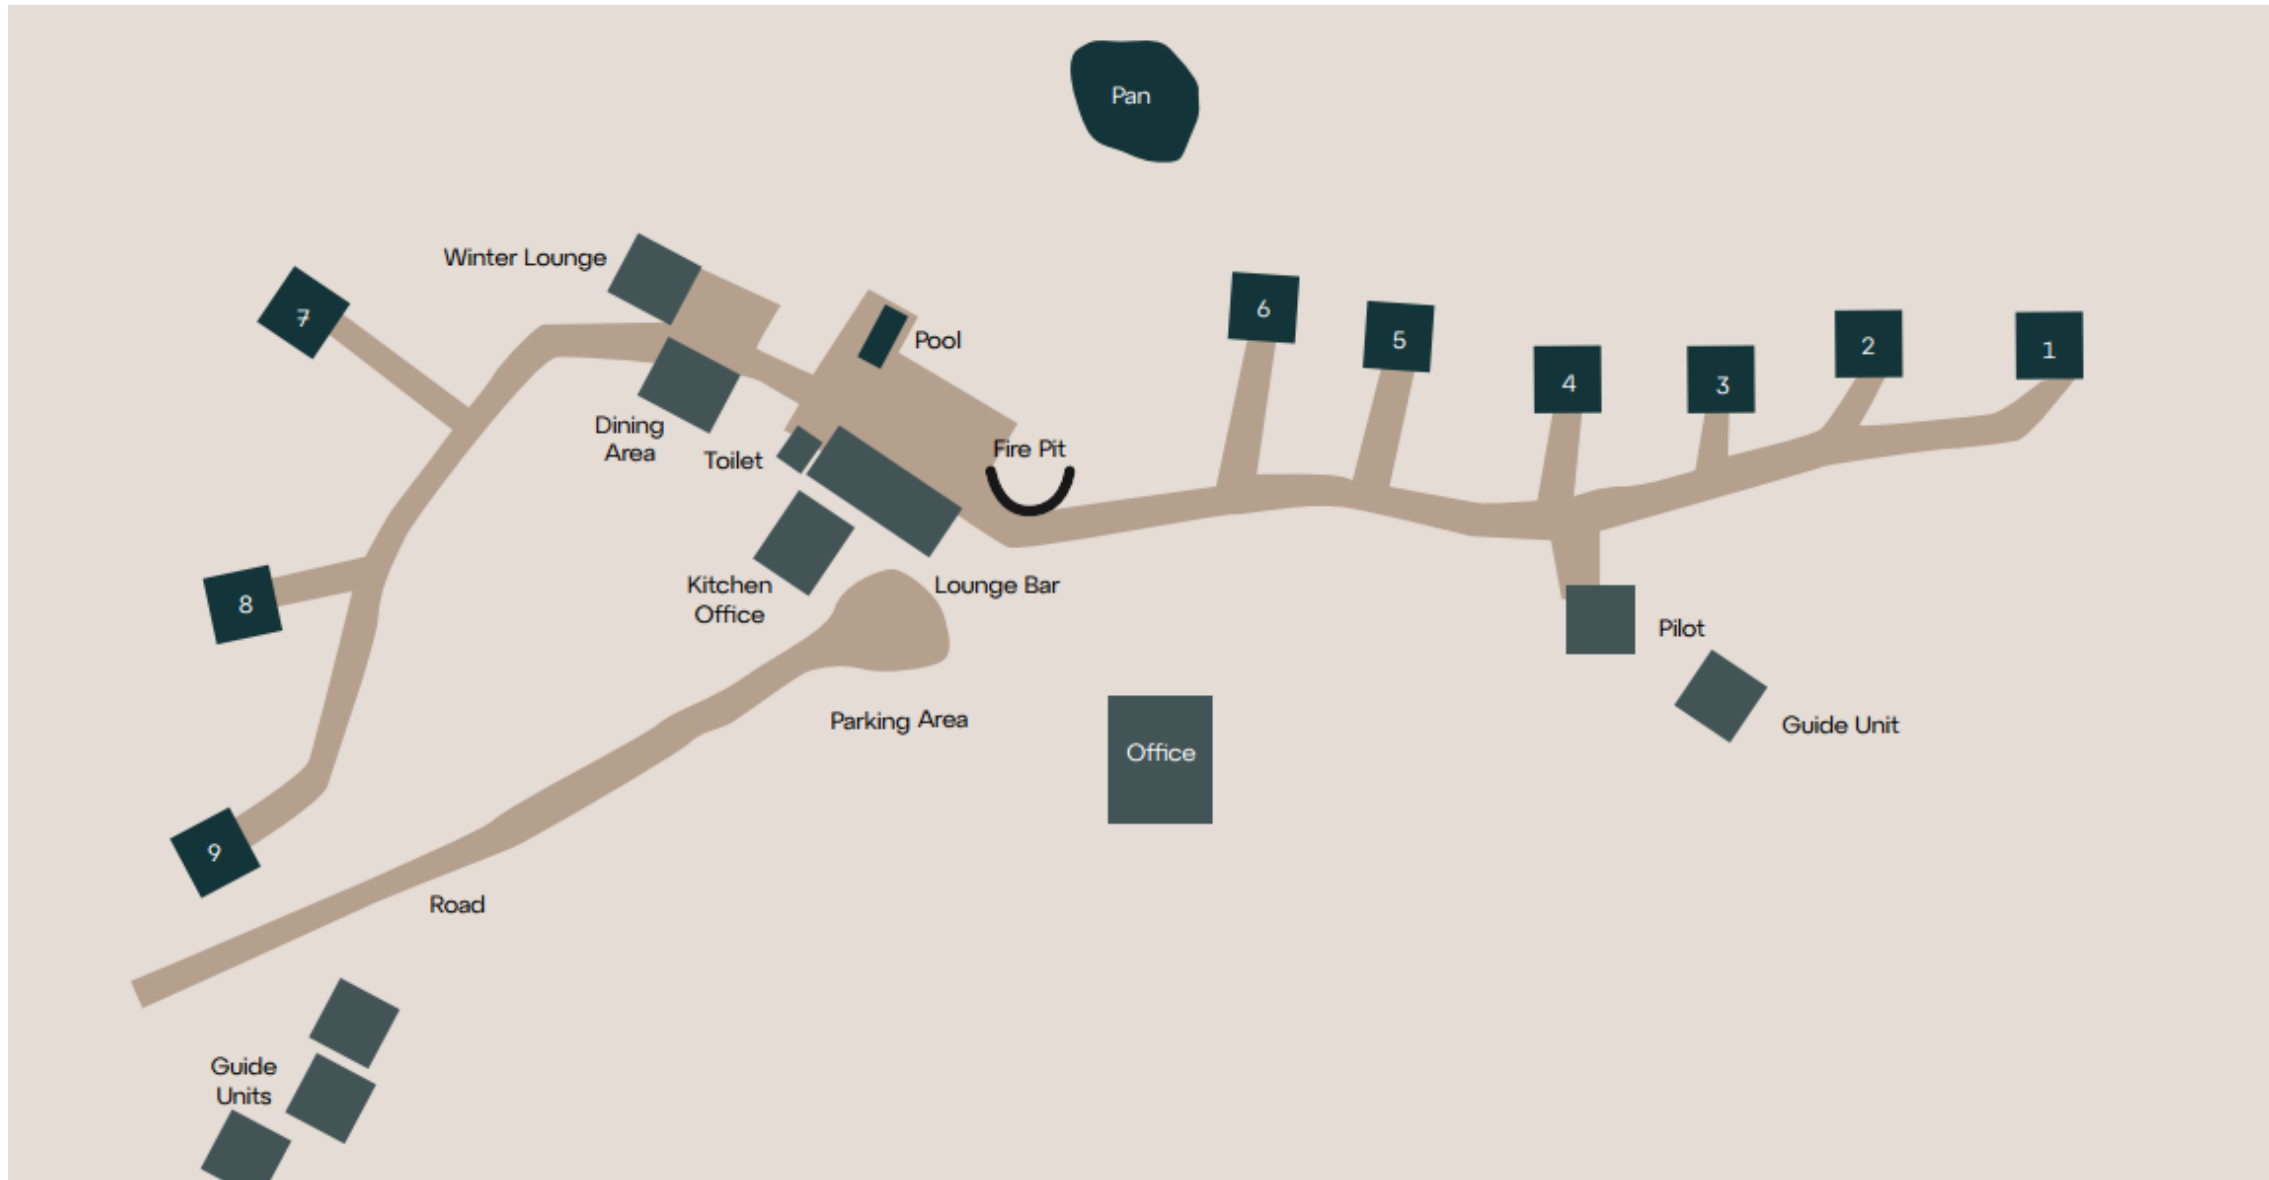 Pan
Winter Lounge
7
Pool
6
5
4
3
2
1
Dining
Area
Toilet
Fire Pit
Kitchen
Office
Lounge Bar
8
Pilot
Parking Area
Office
Guide Unit
9
Road
Guide
Units